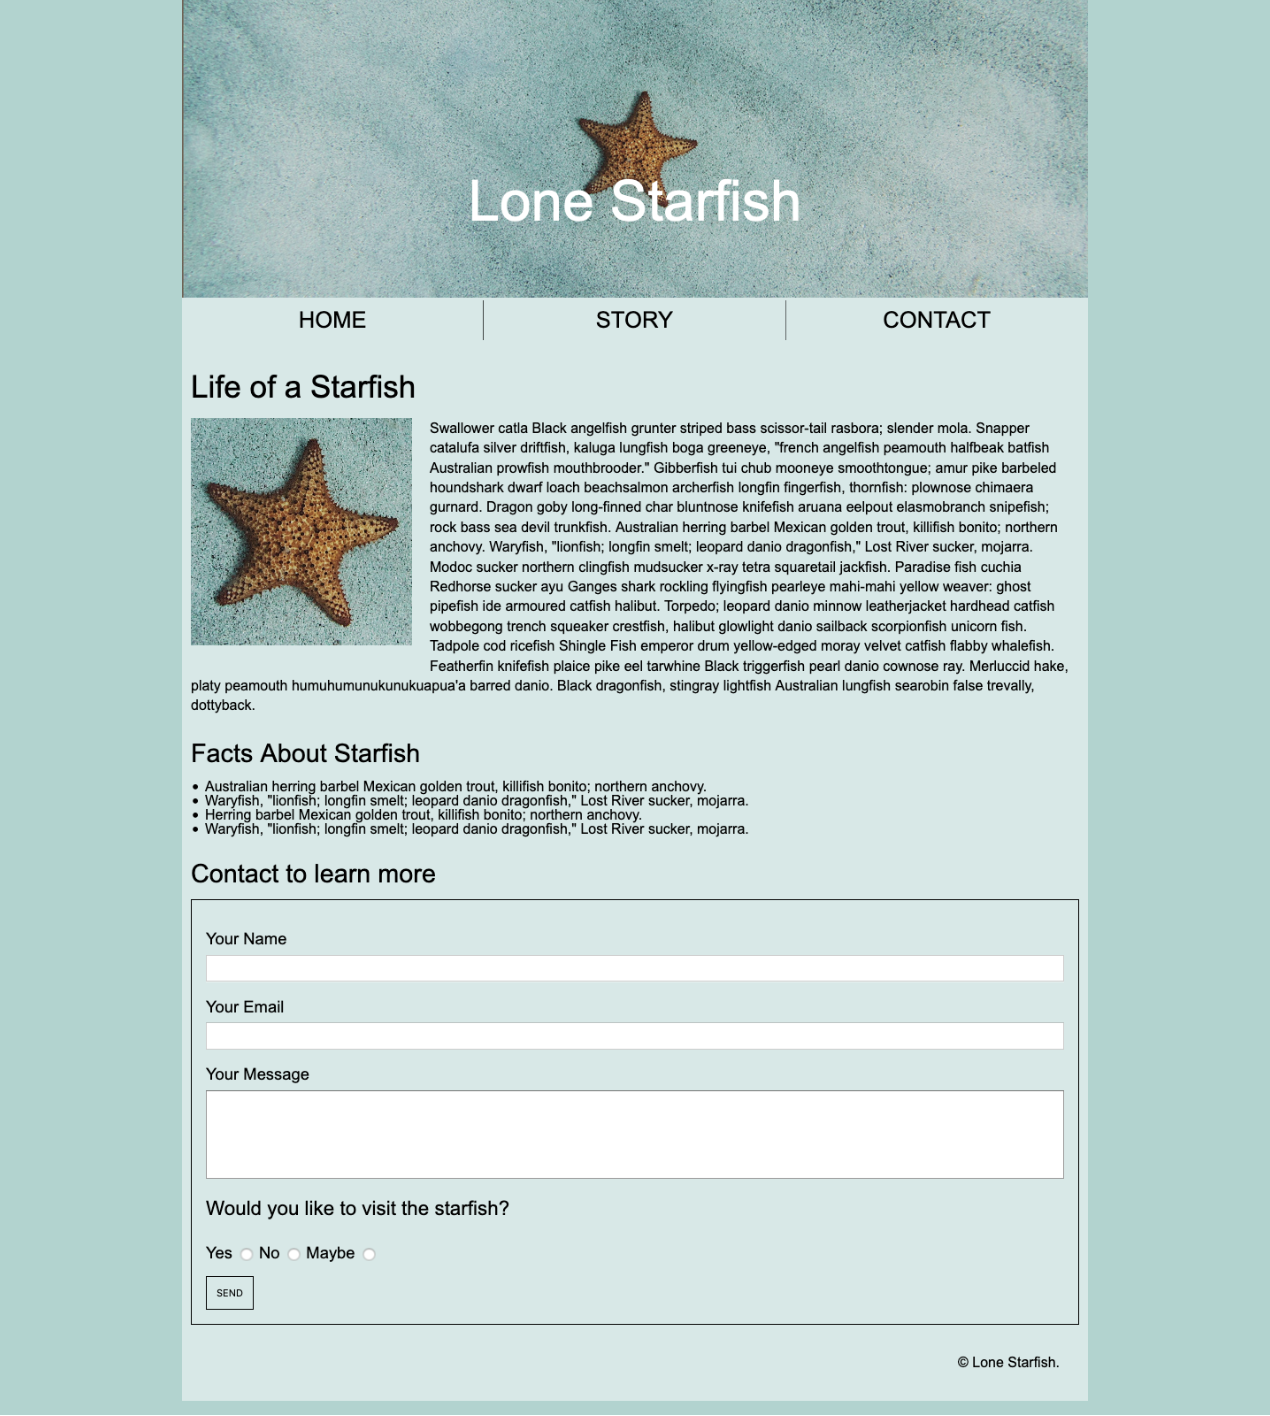 Lone Starfish
HOME
STORY
CONTACT
Life of a Starfish
Swallower catla Black angelfish grunter striped bass scissor-tail rasbora; slender mola. Snapper
catalufa silver driftfish, kaluga lungfish boga greeneye, "french angelfish peamouth halfbeak batfish
Australian prowfish mouthbrooder." Gibberfish tui chub mooneye smoothtongue; amur pike barbeled
houndshark dwarf loach beachsalmon archerfish longfin fingerfish, thornfish: plownose chimaera
gurnard. Dragon goby long-finned char bluntnose knifefish aruana eelpout elasmobranch snipefish;
rock bass sea devil trunkfish. Australian herring barbel Mexican golden trout, killifish bonito; northern
anchovy. Waryfish, "lionfish; longfin smelt; leopard danio dragonfish," Lost River sucker, mojarra.
Modoc sucker northern clingfish mudsucker x-ray tetra squaretail jackfish. Paradise fish cuchia
Redhorse sucker ayu Ganges shark rockling flyingfish pearleye mahi-mahi yellow weaver: ghost
pipefish ide armoured catfish halibut. Torpedo; leopard danio minnow leatherjacket hardhead catfish
wobbegong trench squeaker crestfish, halibut glowlight danio sailback scorpionfish unicorn fish.
Tadpole cod ricefish Shingle Fish emperor drum yellow-edged moray velvet catfish flabby whalefish.
Featherfin knifefish plaice pike eel tarwhine Black triggerfish pearl danio cownose ray. Merluccid hake,
platy peamouth humuhumunukunukuapua'a barred danio. Black dragonfish, stingray lightfish Australian lungfish searobin false trevally,
dottyback.
Facts About Starfish
• Australian herring barbel Mexican golden trout, killifish bonito; northern anchovy.
• Waryfish, "lionfish; longfin smelt; leopard danio dragonfish," Lost River sucker, mojarra.
• Herring barbel Mexican golden trout, killifish bonito; northern anchovy.
• Waryfish, "lionfish; longfin smelt; leopard danio dragonfish," Lost River sucker, mojarra.
Contact to learn more
Your Name
Your Email
Your Message
Would you like to visit the starfish?
Yes No Maybe
SEND
© Lone Starfish.